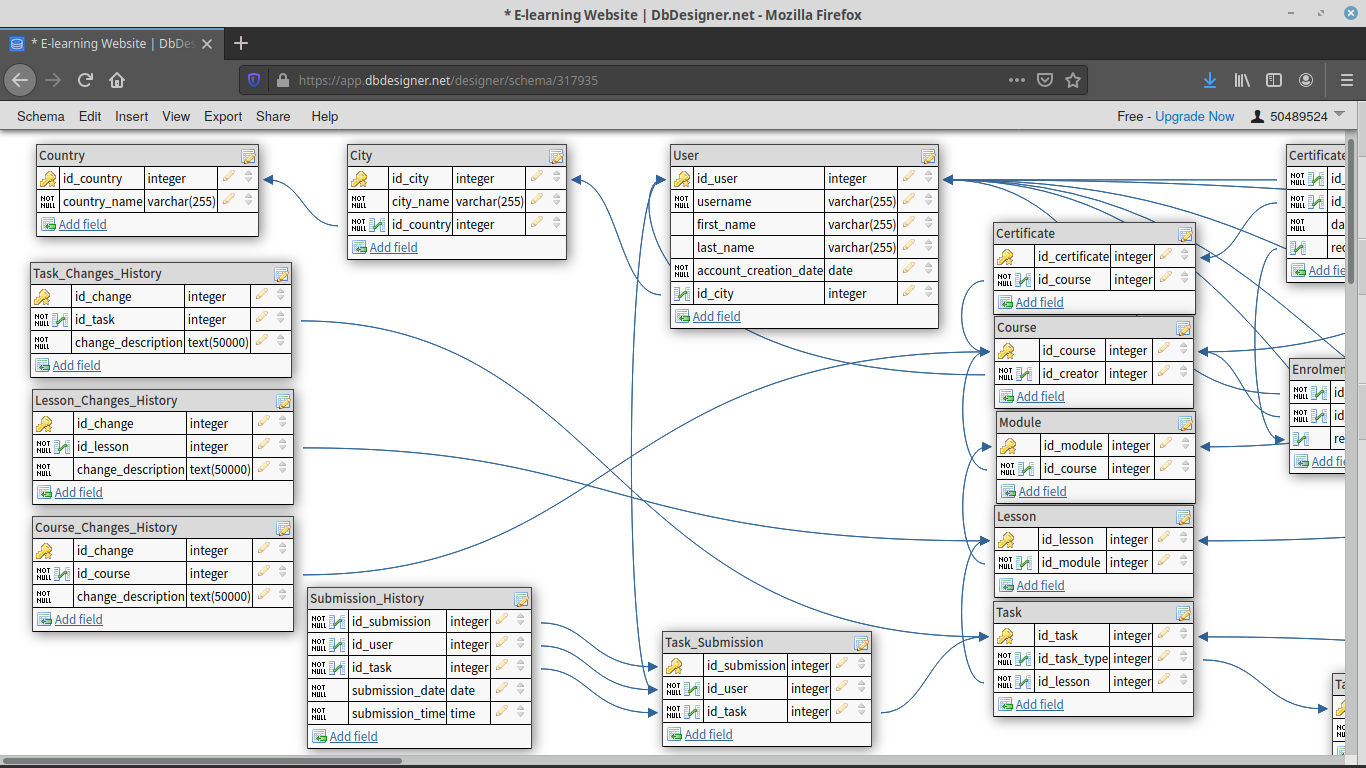 * E-learning Website | DbDesigner.net - Mozilla Firefox
* E-learning Website | DbDes
https://app.dbdesigner.net/designer/schema/317935
Schema Edit Insert View Export Share Help
Free - Upgrade Now 50489524
Country
id_country integer
NOT NULL country_name varchar(255)
Add field
City
id_city integer
NOT NULL city_name varchar(255)
NOT NULL id_country integer
Add field
User
id_user integer
NOT NULL username varchar(255)
first_name varchar(255)
last_name varchar(255)
NOT NULL account_creation_date date
id_city integer
Add field
Certificate
NOT NULL id_
NOT NULL id_
NOT NULL da
rec
Add fie
Certificate
id_certificate integer
NOT NULL id_course integer
Add field
Task_Changes_History
id_change integer
NOT NULL id_task integer
NOT NULL change_description text(50000)
Add field
Course
id_course integer
NOT NULL id_creator integer
Add field
Enrolmen
NOT NULL id
NOT NULL id
re
Add fi
Lesson_Changes_History
id_change integer
NOT NULL id_lesson integer
NOT NULL change_description text(50000)
Add field
Module
id_module integer
NOT NULL id_course integer
Add field
Course_Changes_History
id_change integer
NOT NULL id_course integer
NOT NULL change_description text(50000)
Add field
Lesson
id_lesson integer
NOT NULL id_module integer
Add field
Submission_History
NOT NULL id_submission integer
NOT NULL id_user integer
NOT NULL id_task integer
NOT NULL submission_date date
NOT NULL submission_time time
Add field
Task_Submission
id_submission integer
NOT NULL id_user integer
NOT NULL id_task integer
Add field
Task
id_task integer
NOT NULL id_task_type integer
NOT NULL id_lesson integer
Add field
Ta